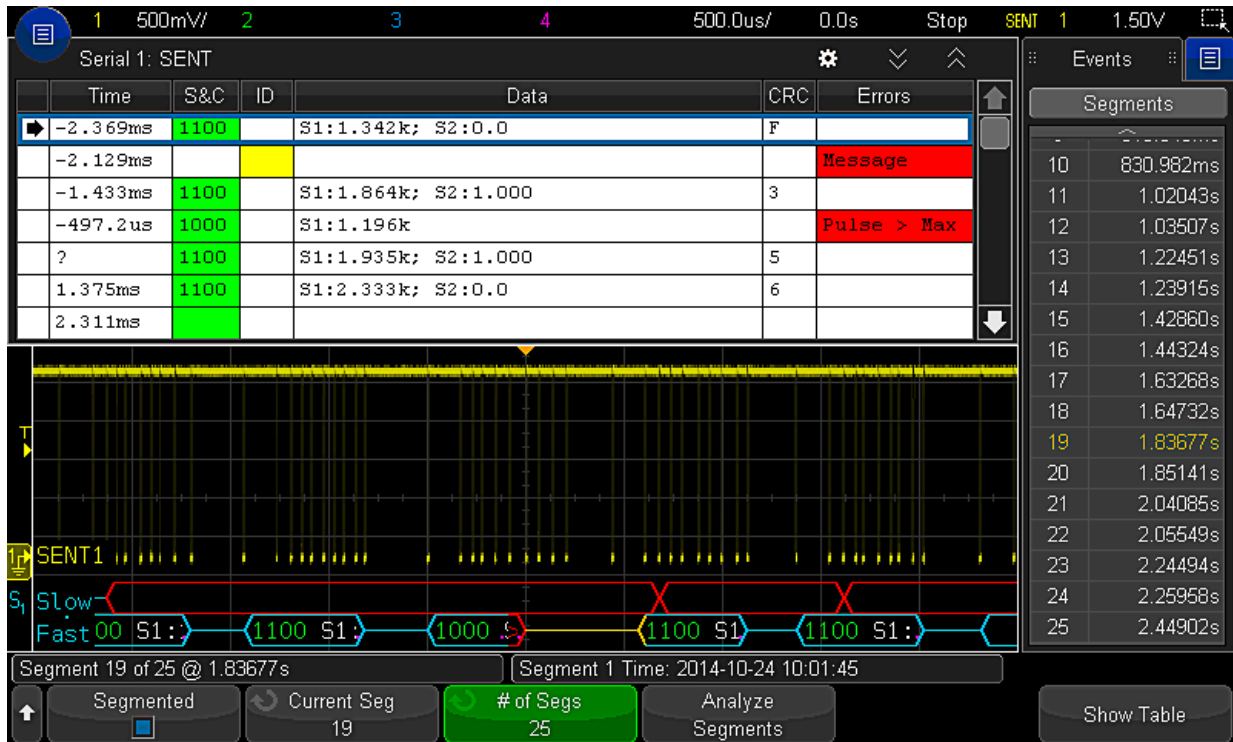 1 500mV/ 2 3 4 500.0us/ 0.0s Stop SENT 1 1.50V
Serial 1: SENT
Time S&C ID Data CRC Errors
-2.369ms 1100 S1:1.342k; S2:0.0 F
-2.129ms Message
-1.433ms 1100 S1:1.864k; S2:1.000 3
-497.2us 1000 S1:1.196k Pulse > Max
? 1100 S1:1.935k; S2:1.000 5
1.375ms 1100 S1:2.333k; S2:0.0 6
2.311ms
Events
Segments
10 830.982ms
11 1.02043s
12 1.03507s
13 1.22451s
14 1.23915s
15 1.42860s
16 1.44324s
17 1.63268s
18 1.64732s
19 1.83677s
20 1.85141s
21 2.04085s
22 2.05549s
23 2.24494s
24 2.25958s
25 2.44902s
T
1 SENT1
S1 Slow
Fast 00 S1: 1100 S1: 1000 1100 S1 1100 S1:
Segment 19 of 25 @ 1.83677s
Segment 1 Time: 2014-10-24 10:01:45
Segmented
Current Seg
19
# of Segs
25
Analyze
Segments
Show Table